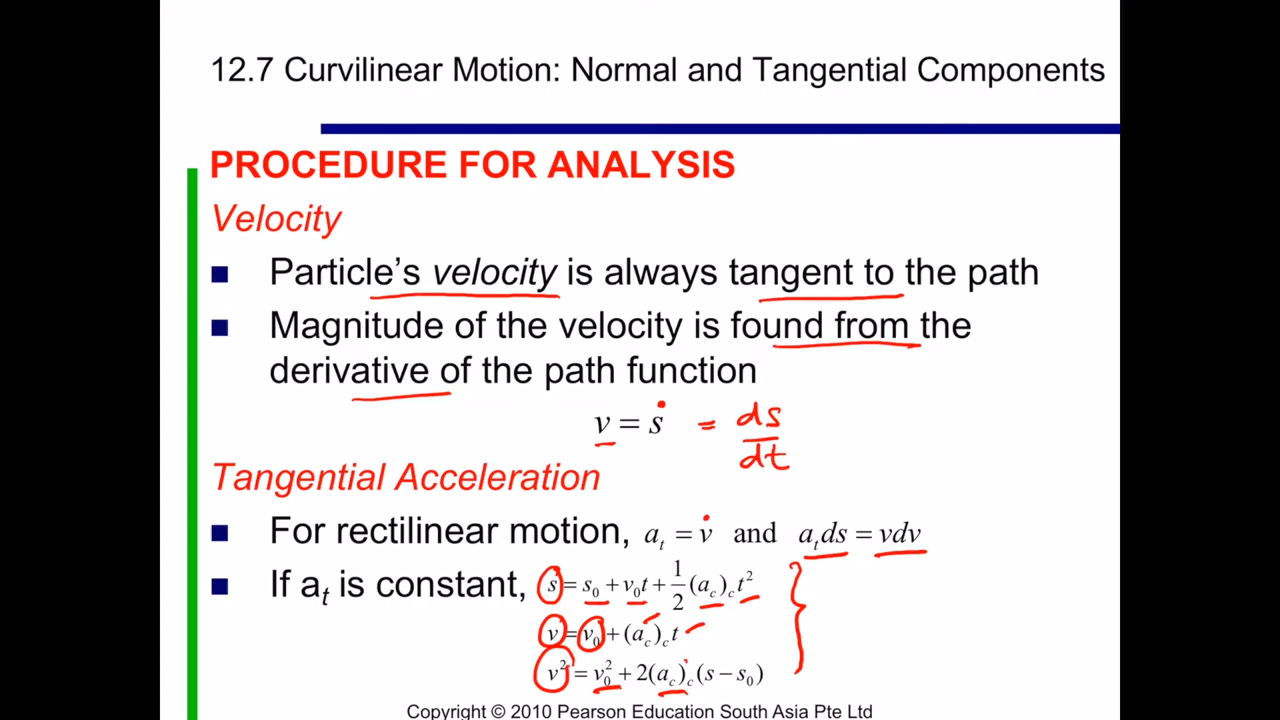 12.7 Curvilinear Motion: Normal and Tangential Components
PROCEDURE FOR ANALYSIS
Velocity
■ Particle's velocity is always tangent to the path
■ Magnitude of the velocity is found from the
derivative of the path function
v = ṡ = ds/dt
Tangential Acceleration
■ For rectilinear motion, aₜ = v̇ and aₜds = vdv
■ If aₜ is constant, s = s₀ + v₀t + 1/2 (a_c)_c t²
v = v₀ + (a_c)_c t
v² = v₀² + 2(a_c)_c (s − s₀)
Copyright © 2010 Pearson Education South Asia Pte Ltd